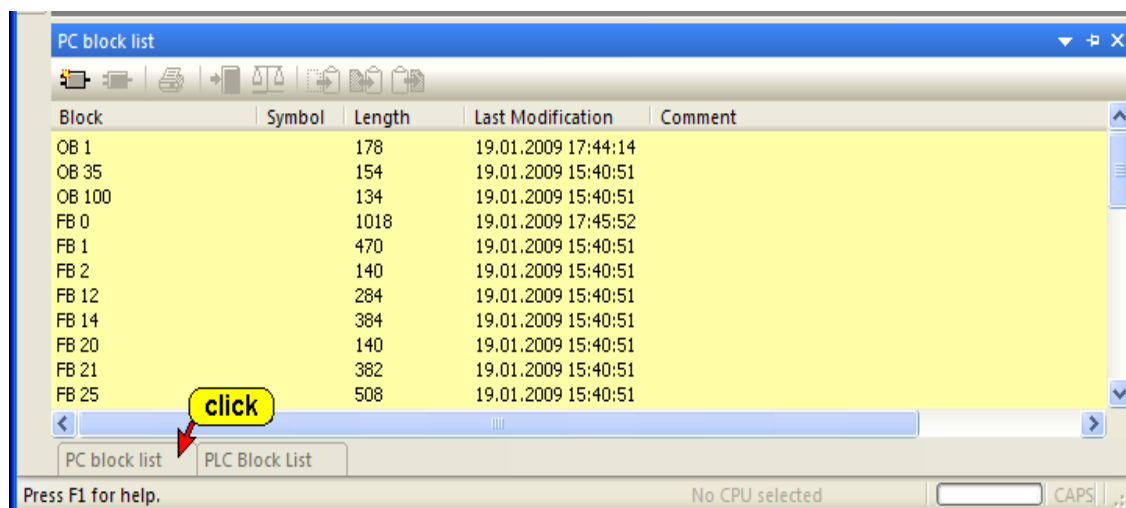 PC block list
Block Symbol Length Last Modification Comment
OB 1 178 19.01.2009 17:44:14
OB 35 154 19.01.2009 15:40:51
OB 100 134 19.01.2009 15:40:51
FB 0 1018 19.01.2009 17:45:52
FB 1 470 19.01.2009 15:40:51
FB 2 140 19.01.2009 15:40:51
FB 12 284 19.01.2009 15:40:51
FB 14 384 19.01.2009 15:40:51
FB 20 140 19.01.2009 15:40:51
FB 21 382 19.01.2009 15:40:51
FB 25 508 19.01.2009 15:40:51
click
PC block list PLC Block List
Press F1 for help. No CPU selected CAPS